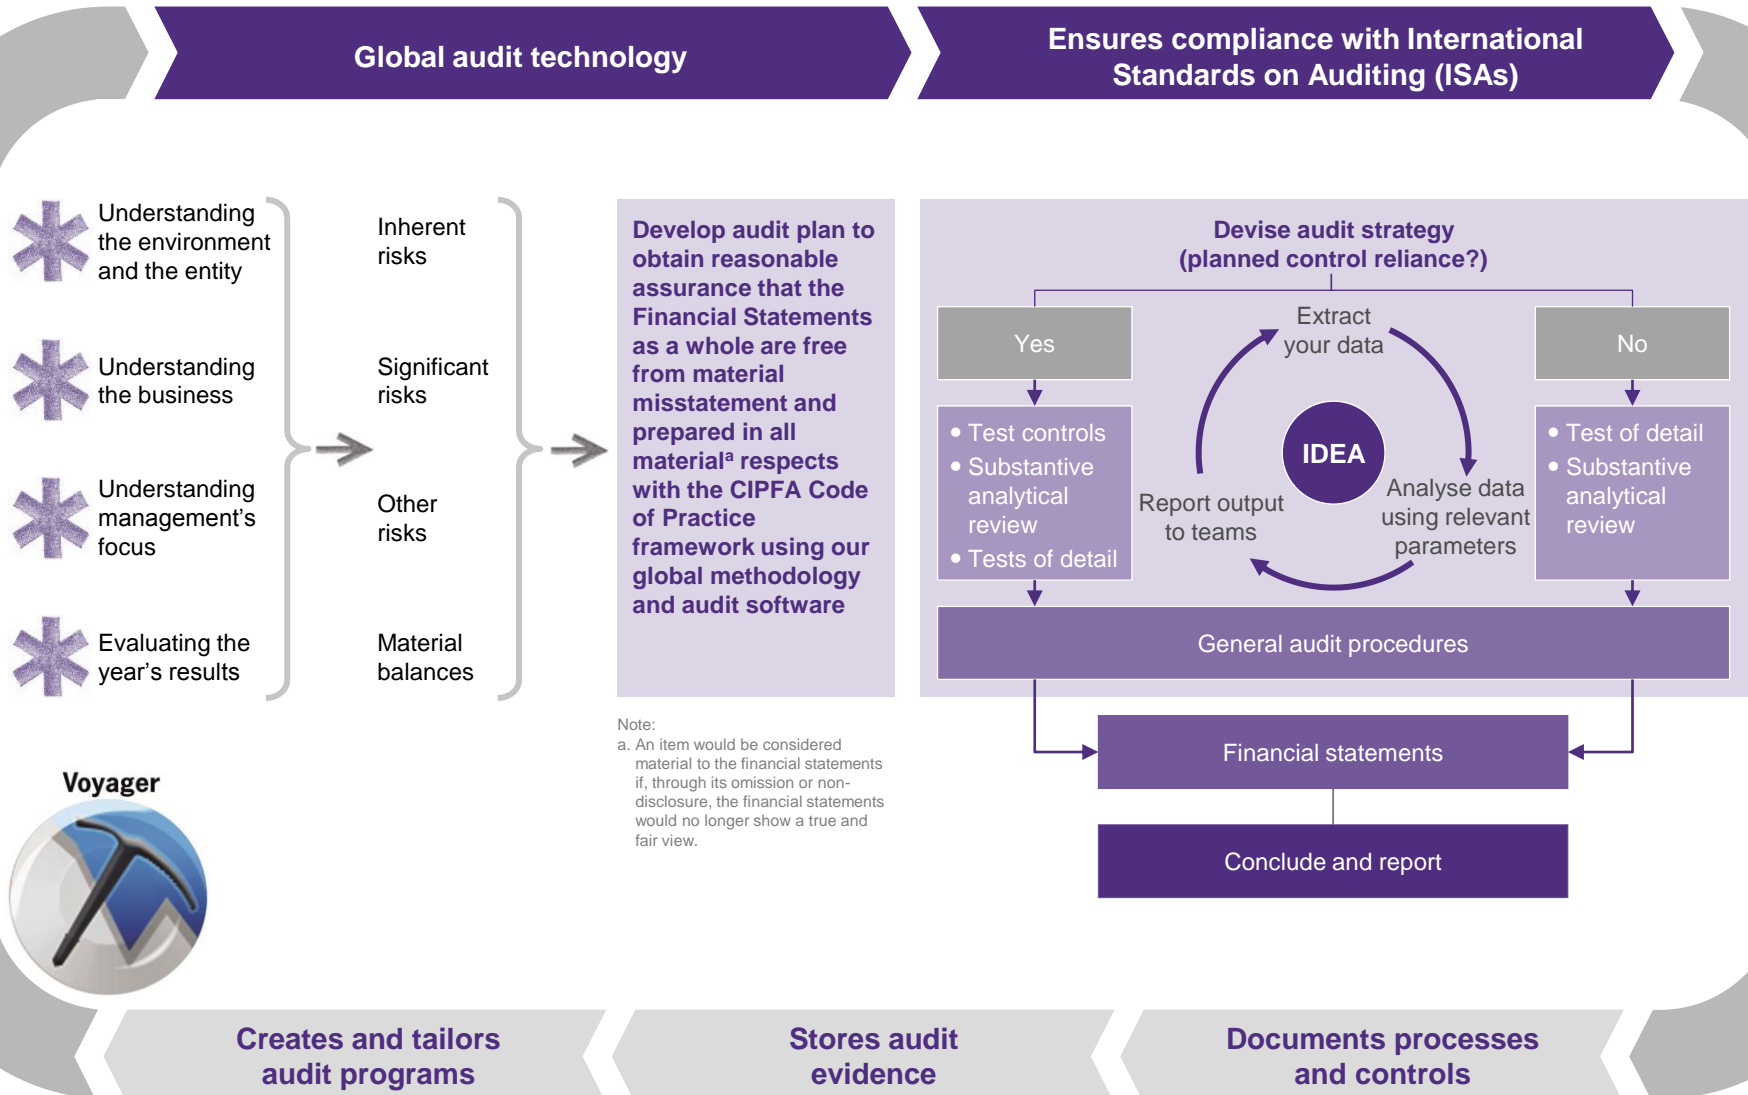 Global audit technology
Ensures compliance with International
Standards on Auditing (ISAs)
Understanding
the environment
and the entity
Understanding
the business
Understanding
management’s
focus
Evaluating the
year’s results
Inherent
risks
Significant
risks
Other
risks
Material
balances
Develop audit plan to
obtain reasonable
assurance that the
Financial Statements
as a whole are free
from material
misstatement and
prepared in all
materialᵃ respects
with the CIPFA Code
of Practice
framework using our
global methodology
and audit software
Note:
a. An item would be considered
material to the financial statements
if, through its omission or non-
disclosure, the financial statements
would no longer show a true and
fair view.
Devise audit strategy
(planned control reliance?)
Yes
• Test controls
• Substantive
analytical
review
• Tests of detail
Extract
your data
IDEA
Analyse data
using relevant
parameters
Report output
to teams
No
• Test of detail
• Substantive
analytical
review
General audit procedures
Financial statements
Conclude and report
Voyager
Creates and tailors
audit programs
Stores audit
evidence
Documents processes
and controls